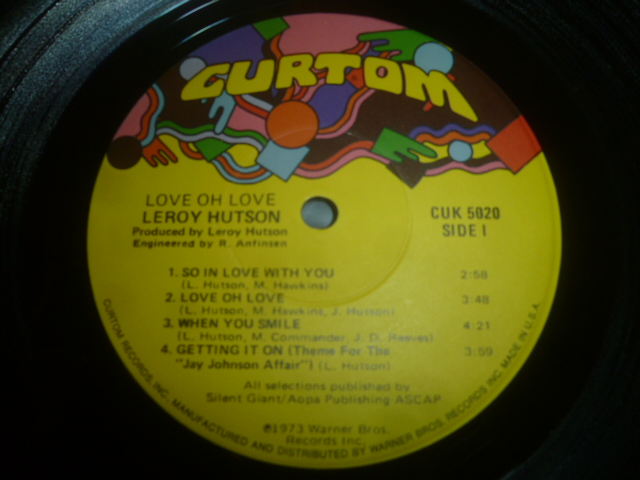 CURTOM
LOVE OH LOVE
LEROY HUTSON
Produced by Leroy Hutson
Engineered by R. Anfinsen
CUK 5020
SIDE I
1. SO IN LOVE WITH YOU 2:58
(L. Hutson, M. Hawkins)
2. LOVE OH LOVE 3:48
(L. Hutson, M. Hawkins, J. Hutson)
3. WHEN YOU SMILE 4:21
(L. Hutson, M. Commander, J. D. Reeves)
4. GETTING IT ON (Theme For The 3:59
"Jay Johnson Affair") (L. Hutson)
All selections published by
Silent Giant/Aopa Publishing-ASCAP
℗1973 Warner Bros.
Records Inc.
CURTOM RECORDS, INC., MANUFACTURED AND DISTRIBUTED BY WARNER BROS. RECORDS INC. MADE IN U.S.A.